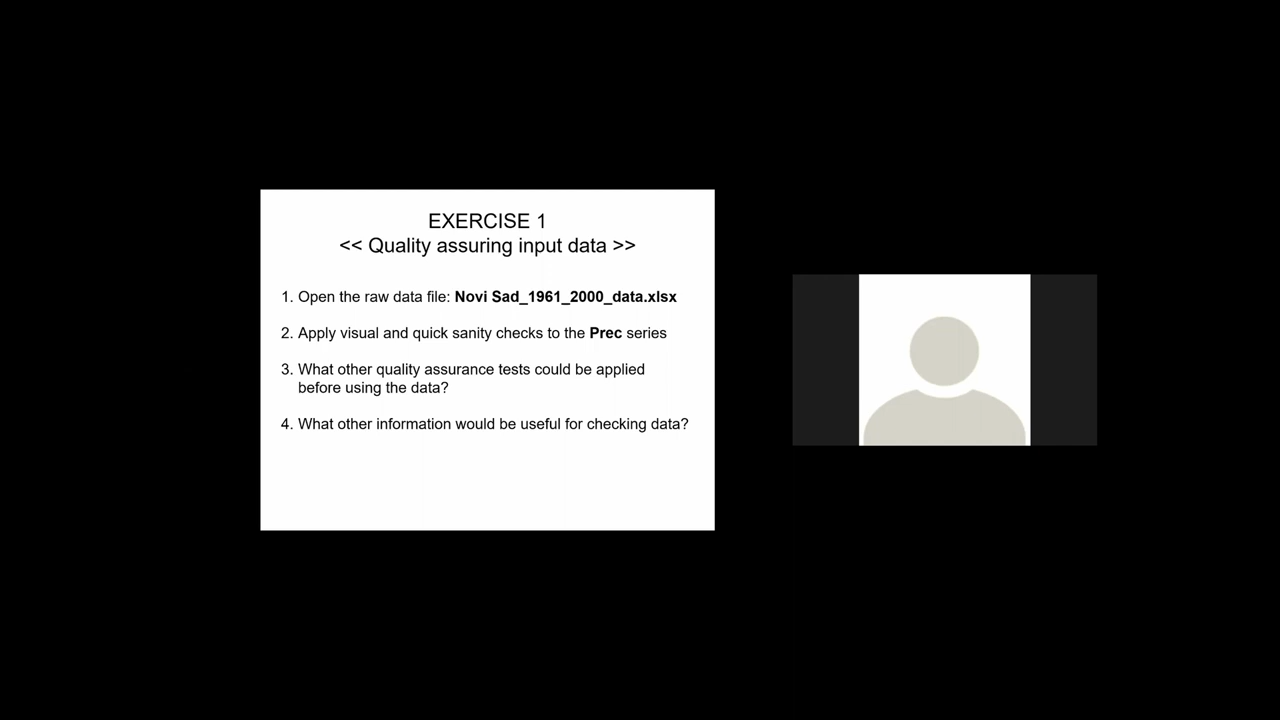 EXERCISE 1
<< Quality assuring input data >>
1. Open the raw data file: Novi Sad_1961_2000_data.xlsx
2. Apply visual and quick sanity checks to the Prec series
3. What other quality assurance tests could be applied
before using the data?
4. What other information would be useful for checking data?